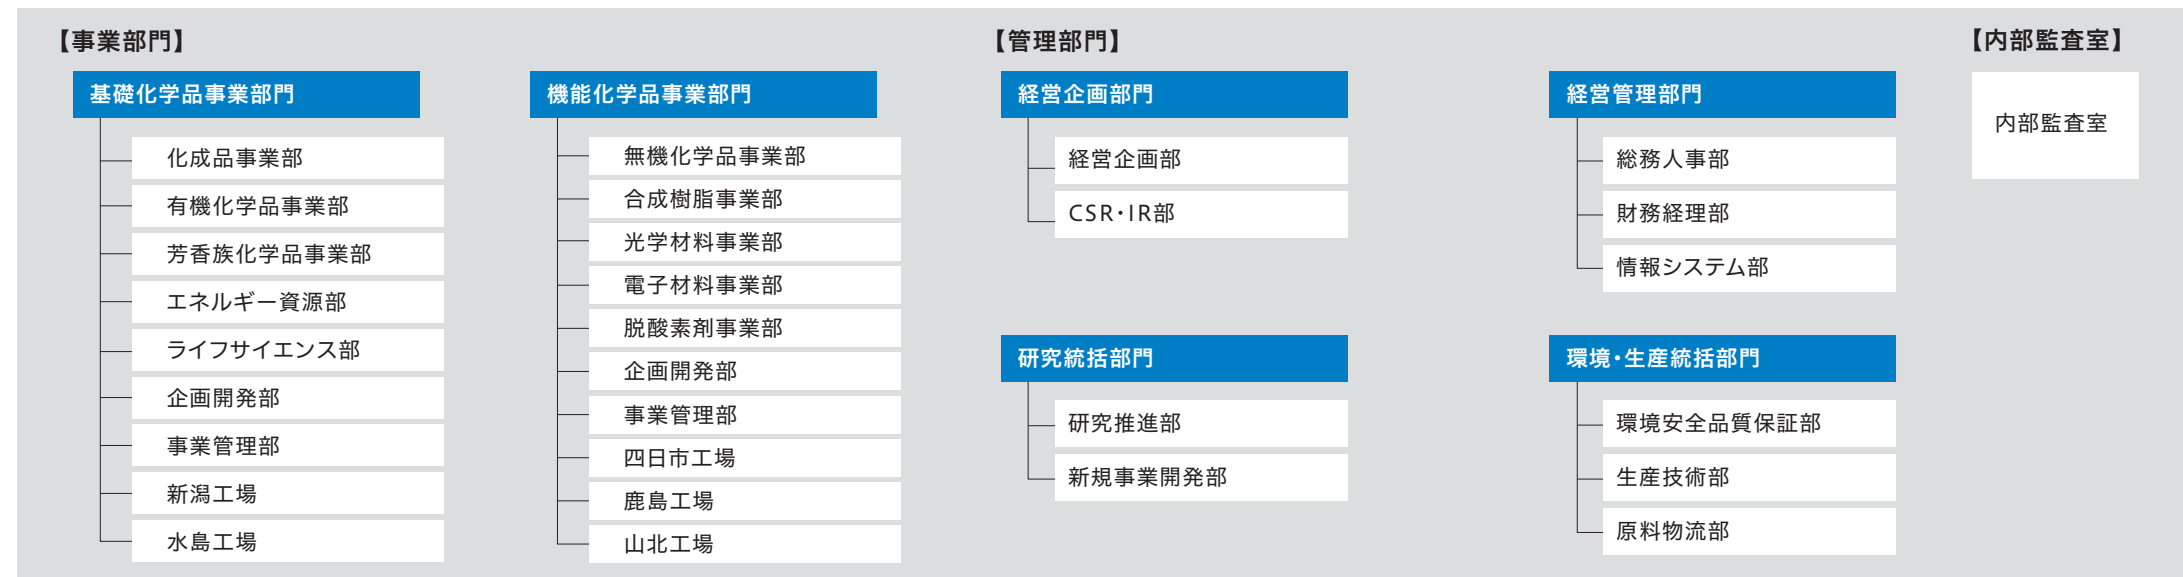 【事業部門】
基礎化学品事業部門
化成品事業部
有機化学品事業部
芳香族化学品事業部
エネルギー資源部
ライフサイエンス部
企画開発部
事業管理部
新潟工場
水島工場
機能化学品事業部門
無機化学品事業部
合成樹脂事業部
光学材料事業部
電子材料事業部
脱酸素剤事業部
企画開発部
事業管理部
四日市工場
鹿島工場
山北工場
【管理部門】
経営企画部門
経営企画部
CSR・IR部
経営管理部門
総務人事部
財務経理部
情報システム部
研究統括部門
研究推進部
新規事業開発部
環境・生産統括部門
環境安全品質保証部
生産技術部
原料物流部
【内部監査室】
内部監査室